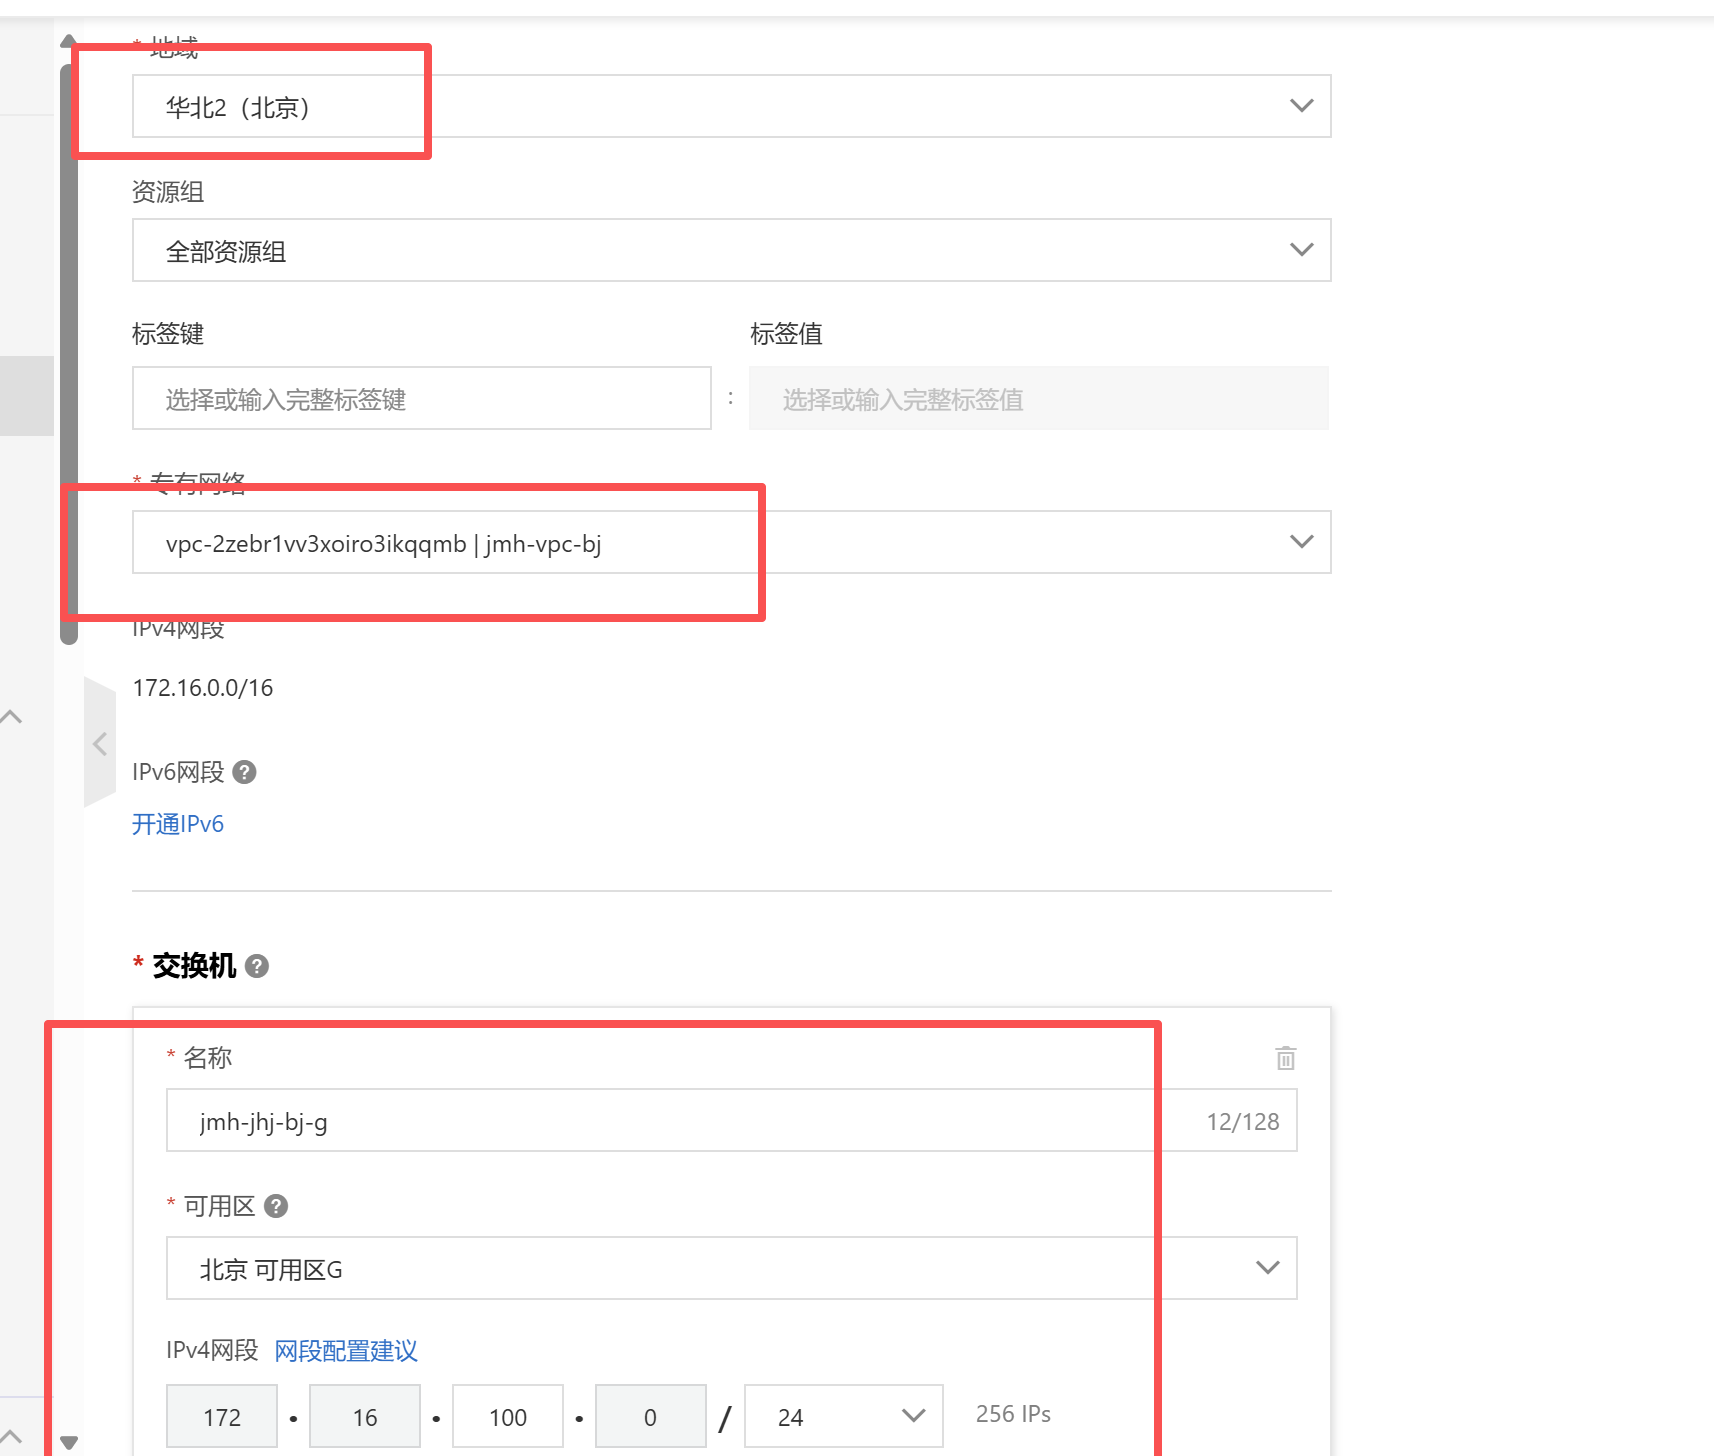 * 地域
华北2（北京）
资源组
全部资源组
标签键 标签值
选择或输入完整标签键 : 选择或输入完整标签值
* 专有网络
vpc-2zebr1vv3xoiro3ikqqmb | jmh-vpc-bj
IPv4网段
172.16.0.0/16
IPv6网段 ?
开通IPv6
* 交换机 ?
* 名称
jmh-jhj-bj-g 12/128
* 可用区 ?
北京 可用区G
IPv4网段 网段配置建议
172 • 16 • 100 • 0 / 24 256 IPs